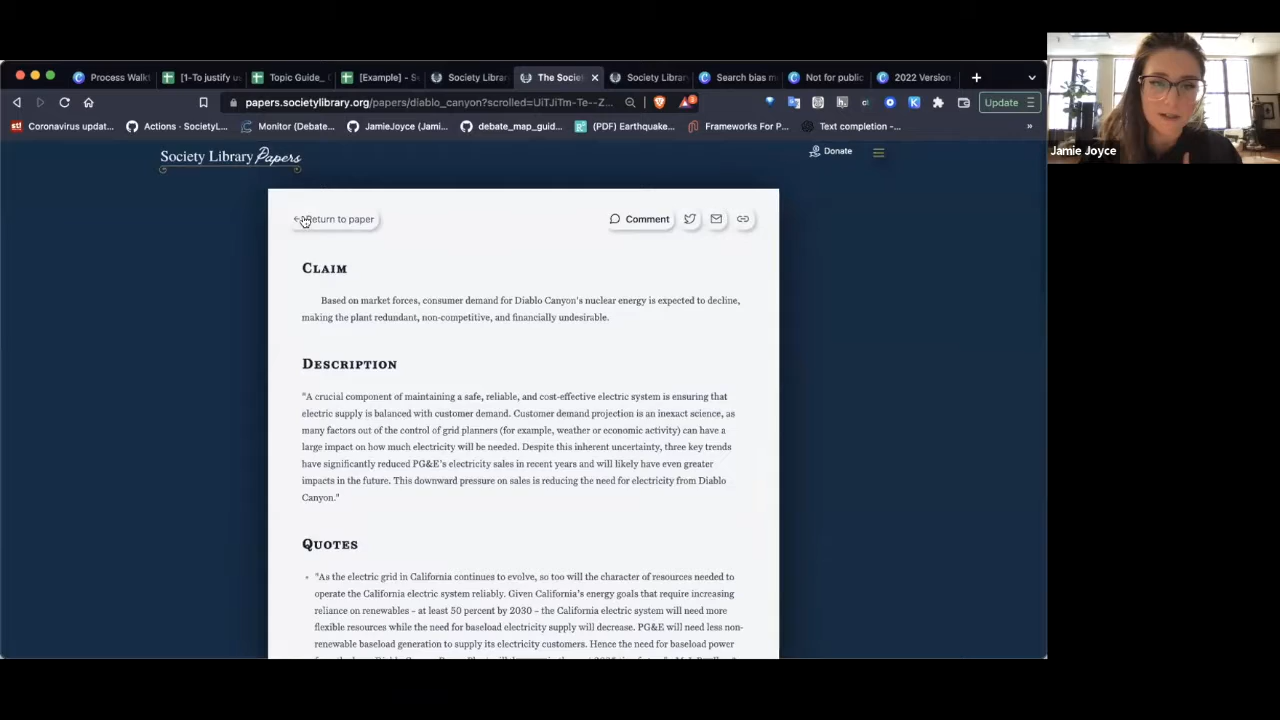 Process Walk
[1-To justify u
Topic Guide_
[Example] - S
Society Librar
The Societ
Society Librar
Search bias m
Not for public
2022 Version
papers.societylibrary.org/papers/diablo_canyon?scrolled=UiTJiTm-Te--Z...
Update
Coronavirus updat...
Actions · SocietyL...
Monitor (Debate...
JamieJoyce (Jami...
debate_map_guid...
(PDF) Earthquake...
Frameworks For P...
Text completion -...
»
Jamie Joyce
Society Library Papers
Donate
Return to paper
Comment
Claim
Based on market forces, consumer demand for Diablo Canyon's nuclear energy is expected to decline,
making the plant redundant, non-competitive, and financially undesirable.
Description
"A crucial component of maintaining a safe, reliable, and cost-effective electric system is ensuring that
electric supply is balanced with customer demand. Customer demand projection is an inexact science, as
many factors out of the control of grid planners (for example, weather or economic activity) can have a
large impact on how much electricity will be needed. Despite this inherent uncertainty, three key trends
have significantly reduced PG&E's electricity sales in recent years and will likely have even greater
impacts in the future. This downward pressure on sales is reducing the need for electricity from Diablo
Canyon."
Quotes
• "As the electric grid in California continues to evolve, so too will the character of resources needed to
operate the California electric system reliably. Given California's energy goals that require increasing
reliance on renewables - at least 50 percent by 2030 - the California electric system will need more
flexible resources while the need for baseload electricity supply will decrease. PG&E will need less non-
renewable baseload generation to supply its electricity customers. Hence the need for baseload power